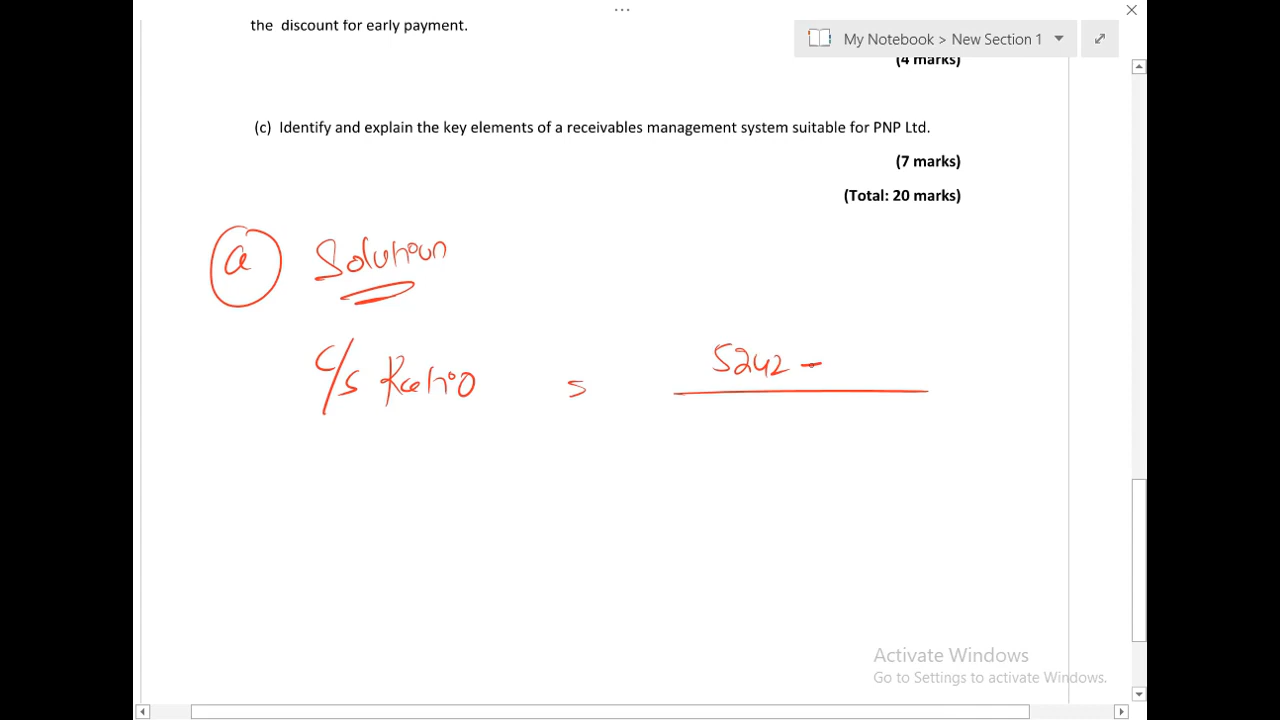 the discount for early payment.
My Notebook > New Section 1
(4 marks)
(c) Identify and explain the key elements of a receivables management system suitable for PNP Ltd.
(7 marks)
(Total: 20 marks)
a Solution
C/S Ratio = 5242 -
Activate Windows
Go to Settings to activate Windows.